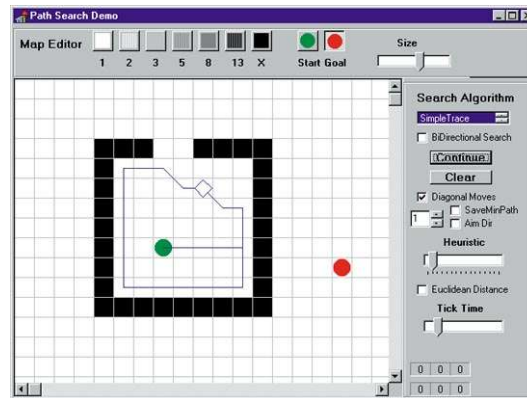 Path Search Demo
Map Editor
1 2 3 5 8 13 X
Start Goal
Size
Search Algorithm
SimpleTrace
BiDirectional Search
Continue
Clear
Diagonal Moves
1
SaveMinPath
Aim Dir
Heuristic
Euclidean Distance
Tick Time
0 0 0
0 0 0